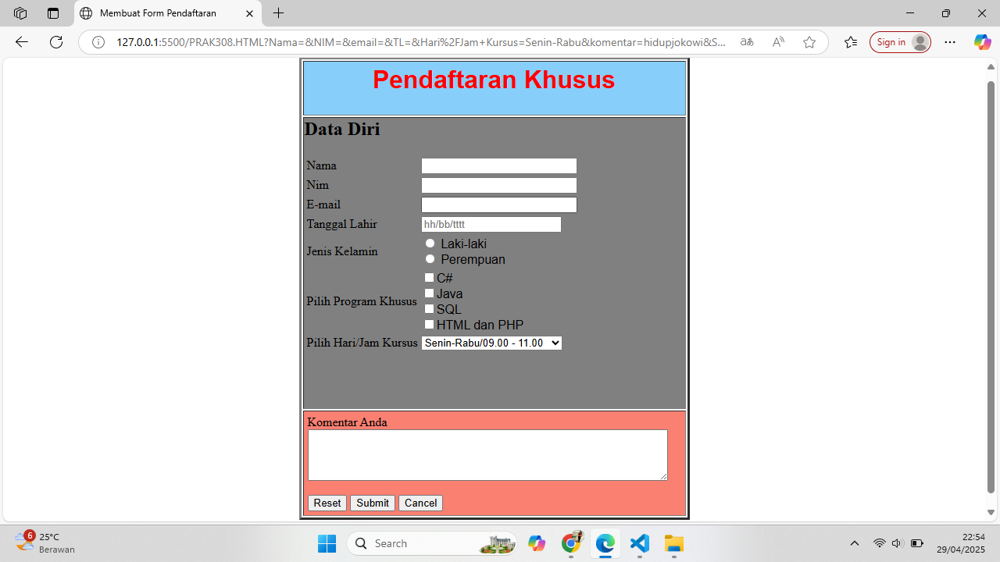 Membuat Form Pendaftaran
127.0.0.1:5500/PRAK308.HTML?Nama=&NIM=&email=&TL=&Hari%2FJam+Kursus=Senin-Rabu&komentar=hidupjokowi&S...
Sign in
Pendaftaran Khusus
Data Diri
Nama
Nim
E-mail
Tanggal Lahir hh/bb/tttt
Jenis Kelamin
Laki-laki
Perempuan
Pilih Program Khusus
C#
Java
SQL
HTML dan PHP
Pilih Hari/Jam Kursus Senin-Rabu/09.00 - 11.00
Komentar Anda
Reset Submit Cancel
6
25°C
Berawan
Search
22:54
29/04/2025